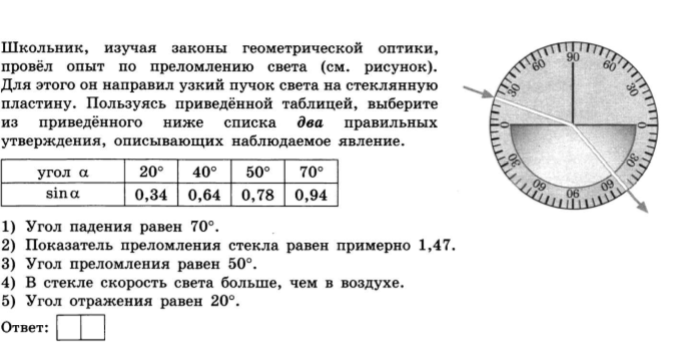 Школьник, изучая законы геометрической оптики,
провёл опыт по преломлению света (см. рисунок).
Для этого он направил узкий пучок света на стеклянную
пластину. Пользуясь приведённой таблицей, выберите
из приведённого ниже списка два правильных
утверждения, описывающих наблюдаемое явление.
угол α 20° 40° 50° 70°
sin α 0,34 0,64 0,78 0,94
1) Угол падения равен 70°.
2) Показатель преломления стекла равен примерно 1,47.
3) Угол преломления равен 50°.
4) В стекле скорость света больше, чем в воздухе.
5) Угол отражения равен 20°.
Ответ:
60 90 60
30 30
0 0
30 30
60 90 60